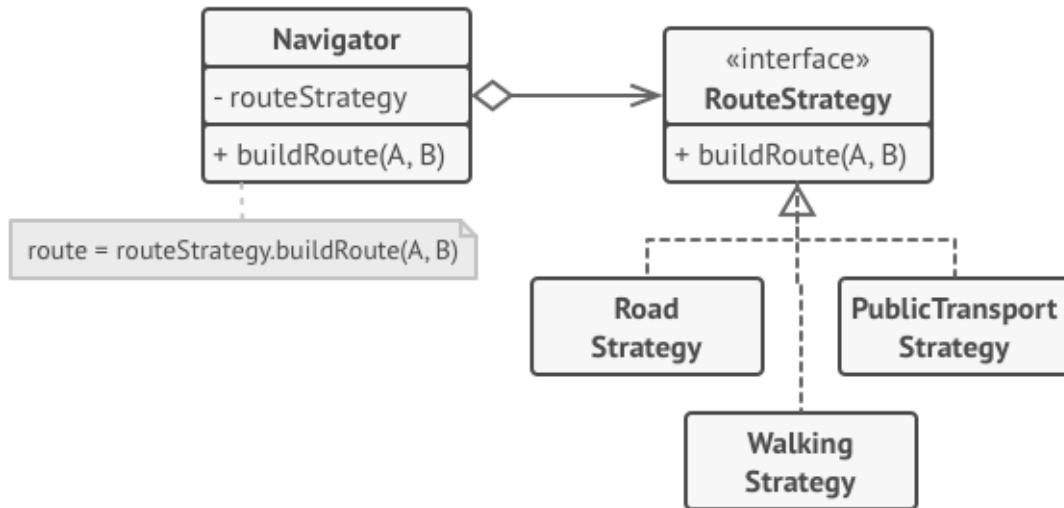 Navigator
- routeStrategy
+ buildRoute(A, B)
route = routeStrategy.buildRoute(A, B)
«interface»
RouteStrategy
+ buildRoute(A, B)
Road
Strategy
PublicTransport
Strategy
Walking
Strategy